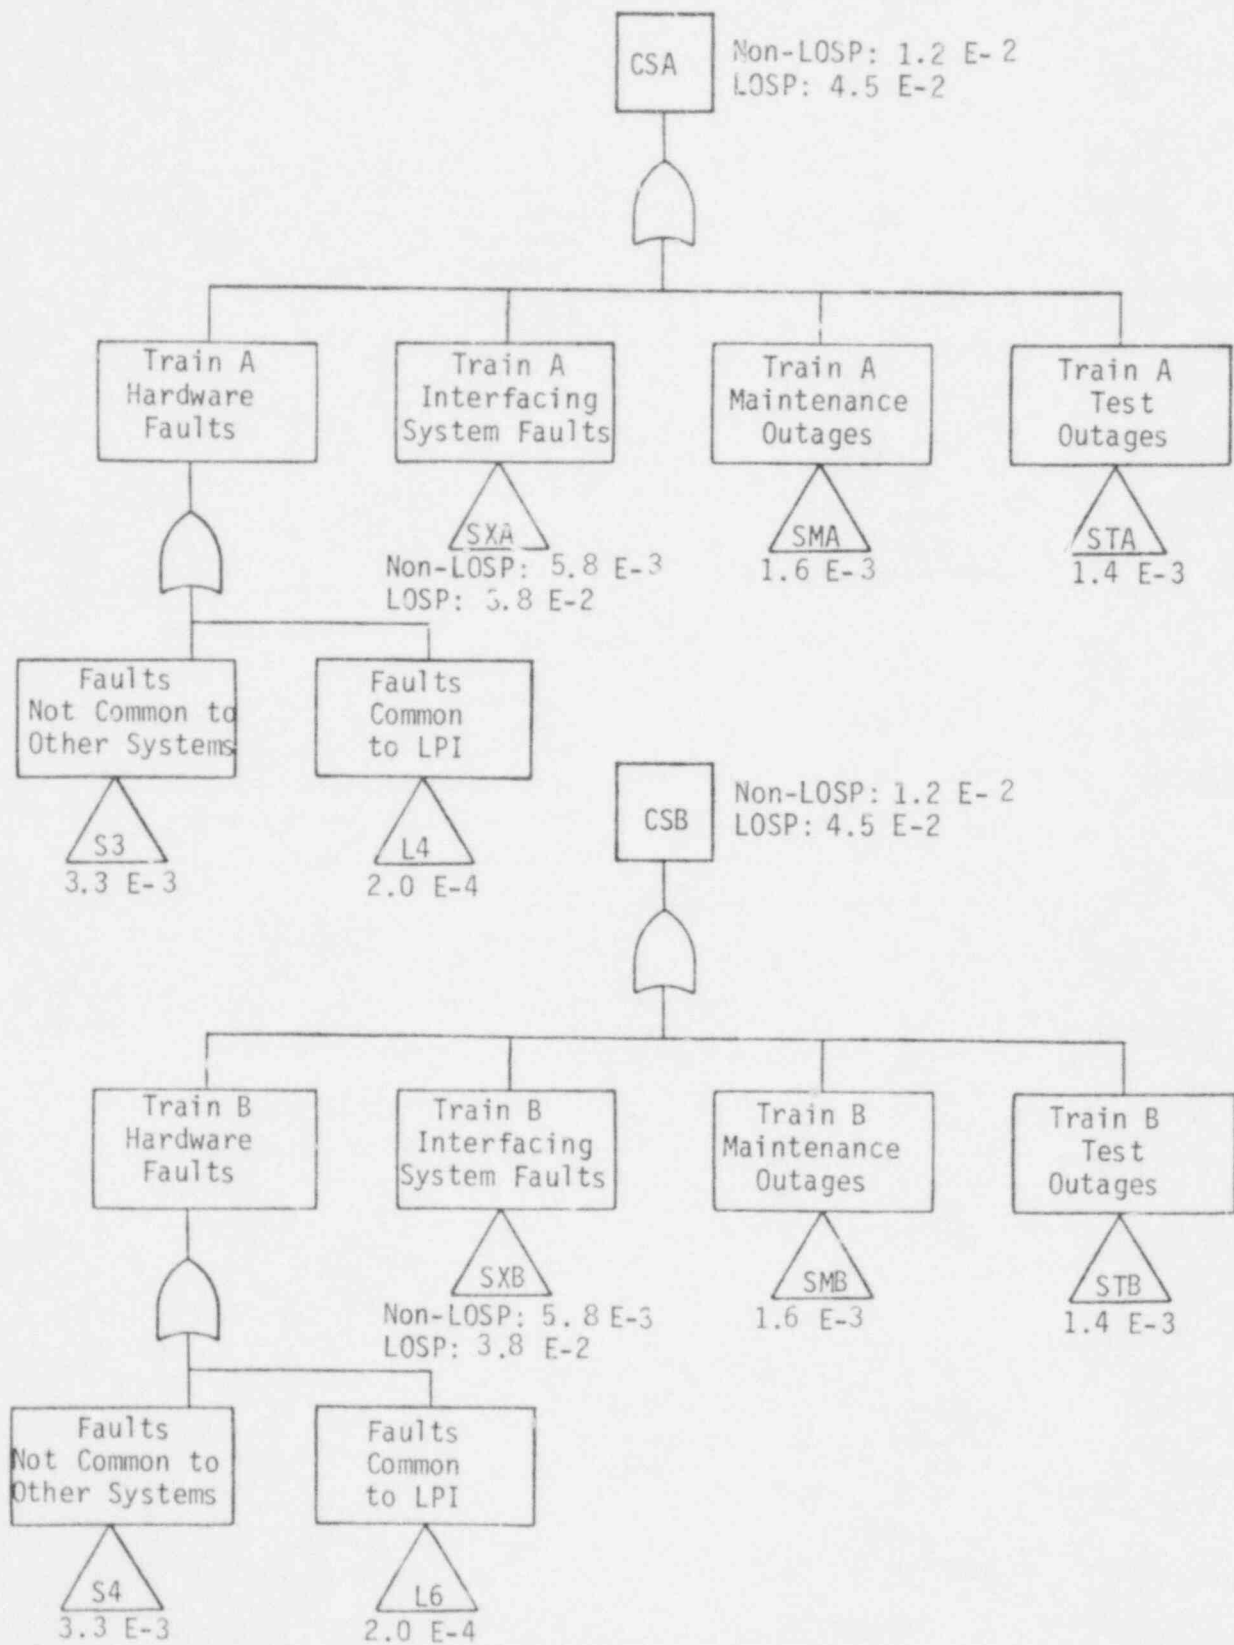 CSA
Non-LOSP: 1.2 E-2
LOSP: 4.5 E-2
Train A
Hardware
Faults
Train A
Interfacing
System Faults
Train A
Maintenance
Outages
Train A
Test
Outages
SXA
Non-LOSP: 5.8 E-3
LOSP: E-2
SMA
1.6 E-3
STA
1.4 E-3
Faults
Not Common to
Other Systems
Faults
Common
to LPI
S3
3.3 E-3
L4
2.0 E-4
CSB
Non-LOSP: 1.2 E-2
LOSP: 4.5 E-2
Train B
Hardware
Faults
Train B
Interfacing
System Faults
Train B
Maintenance
Outages
Train B
Test
Outages
SXB
Non-LOSP: 5.8 E-3
LOSP: 3.8 E-2
SMB
1.6 E-3
STB
1.4 E-3
Faults
Not Common to
Other Systems
Faults
Common
to LPI
S4
3.3 E-3
L6
2.0 E-4